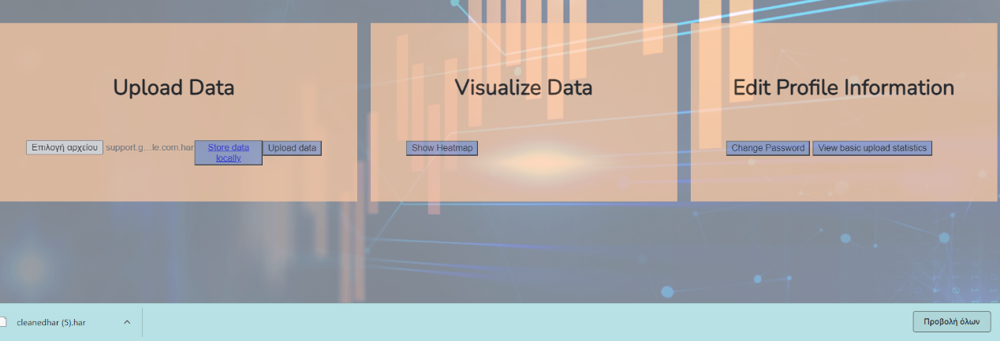 Upload Data
Visualize Data
Edit Profile Information
Επιλογή αρχείου support.g...le.com.har
Store data
locally
Upload data
Show Heatmap
Change Password
View basic upload statistics
cleanedhar (5).har
Προβολή όλων